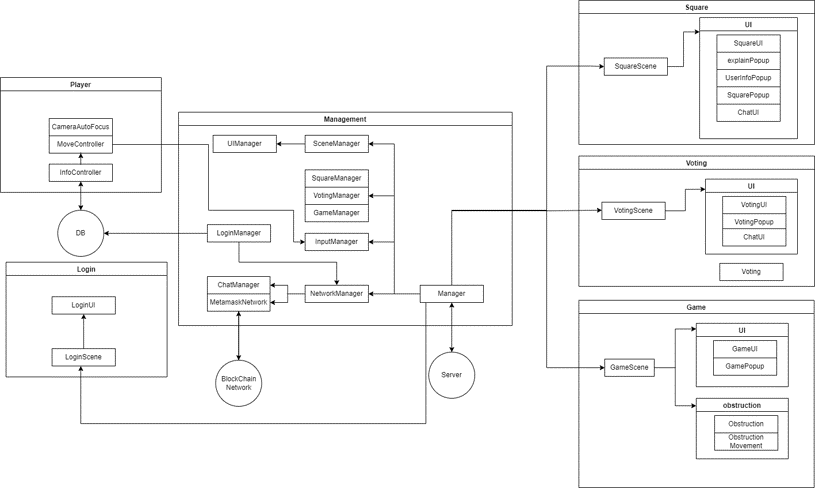 Player
CameraAutoFocus
MoveController
InfoController
DB
Login
LoginUI
LoginScene
Management
UIManager
SceneManager
SquareManager
VotingManager
GameManager
LoginManager
InputManager
ChatManager
MetamaskNetwork
NetworkManager
Manager
BlockChain
Network
Server
Square
SquareScene
UI
SquareUI
explainPopup
UserInfoPopup
SquarePopup
ChatUI
Voting
VotingScene
UI
VotingUI
VotingPopup
ChatUI
Voting
Game
GameScene
UI
GameUI
GamePopup
obstruction
Obstruction
Obstruction
Movement